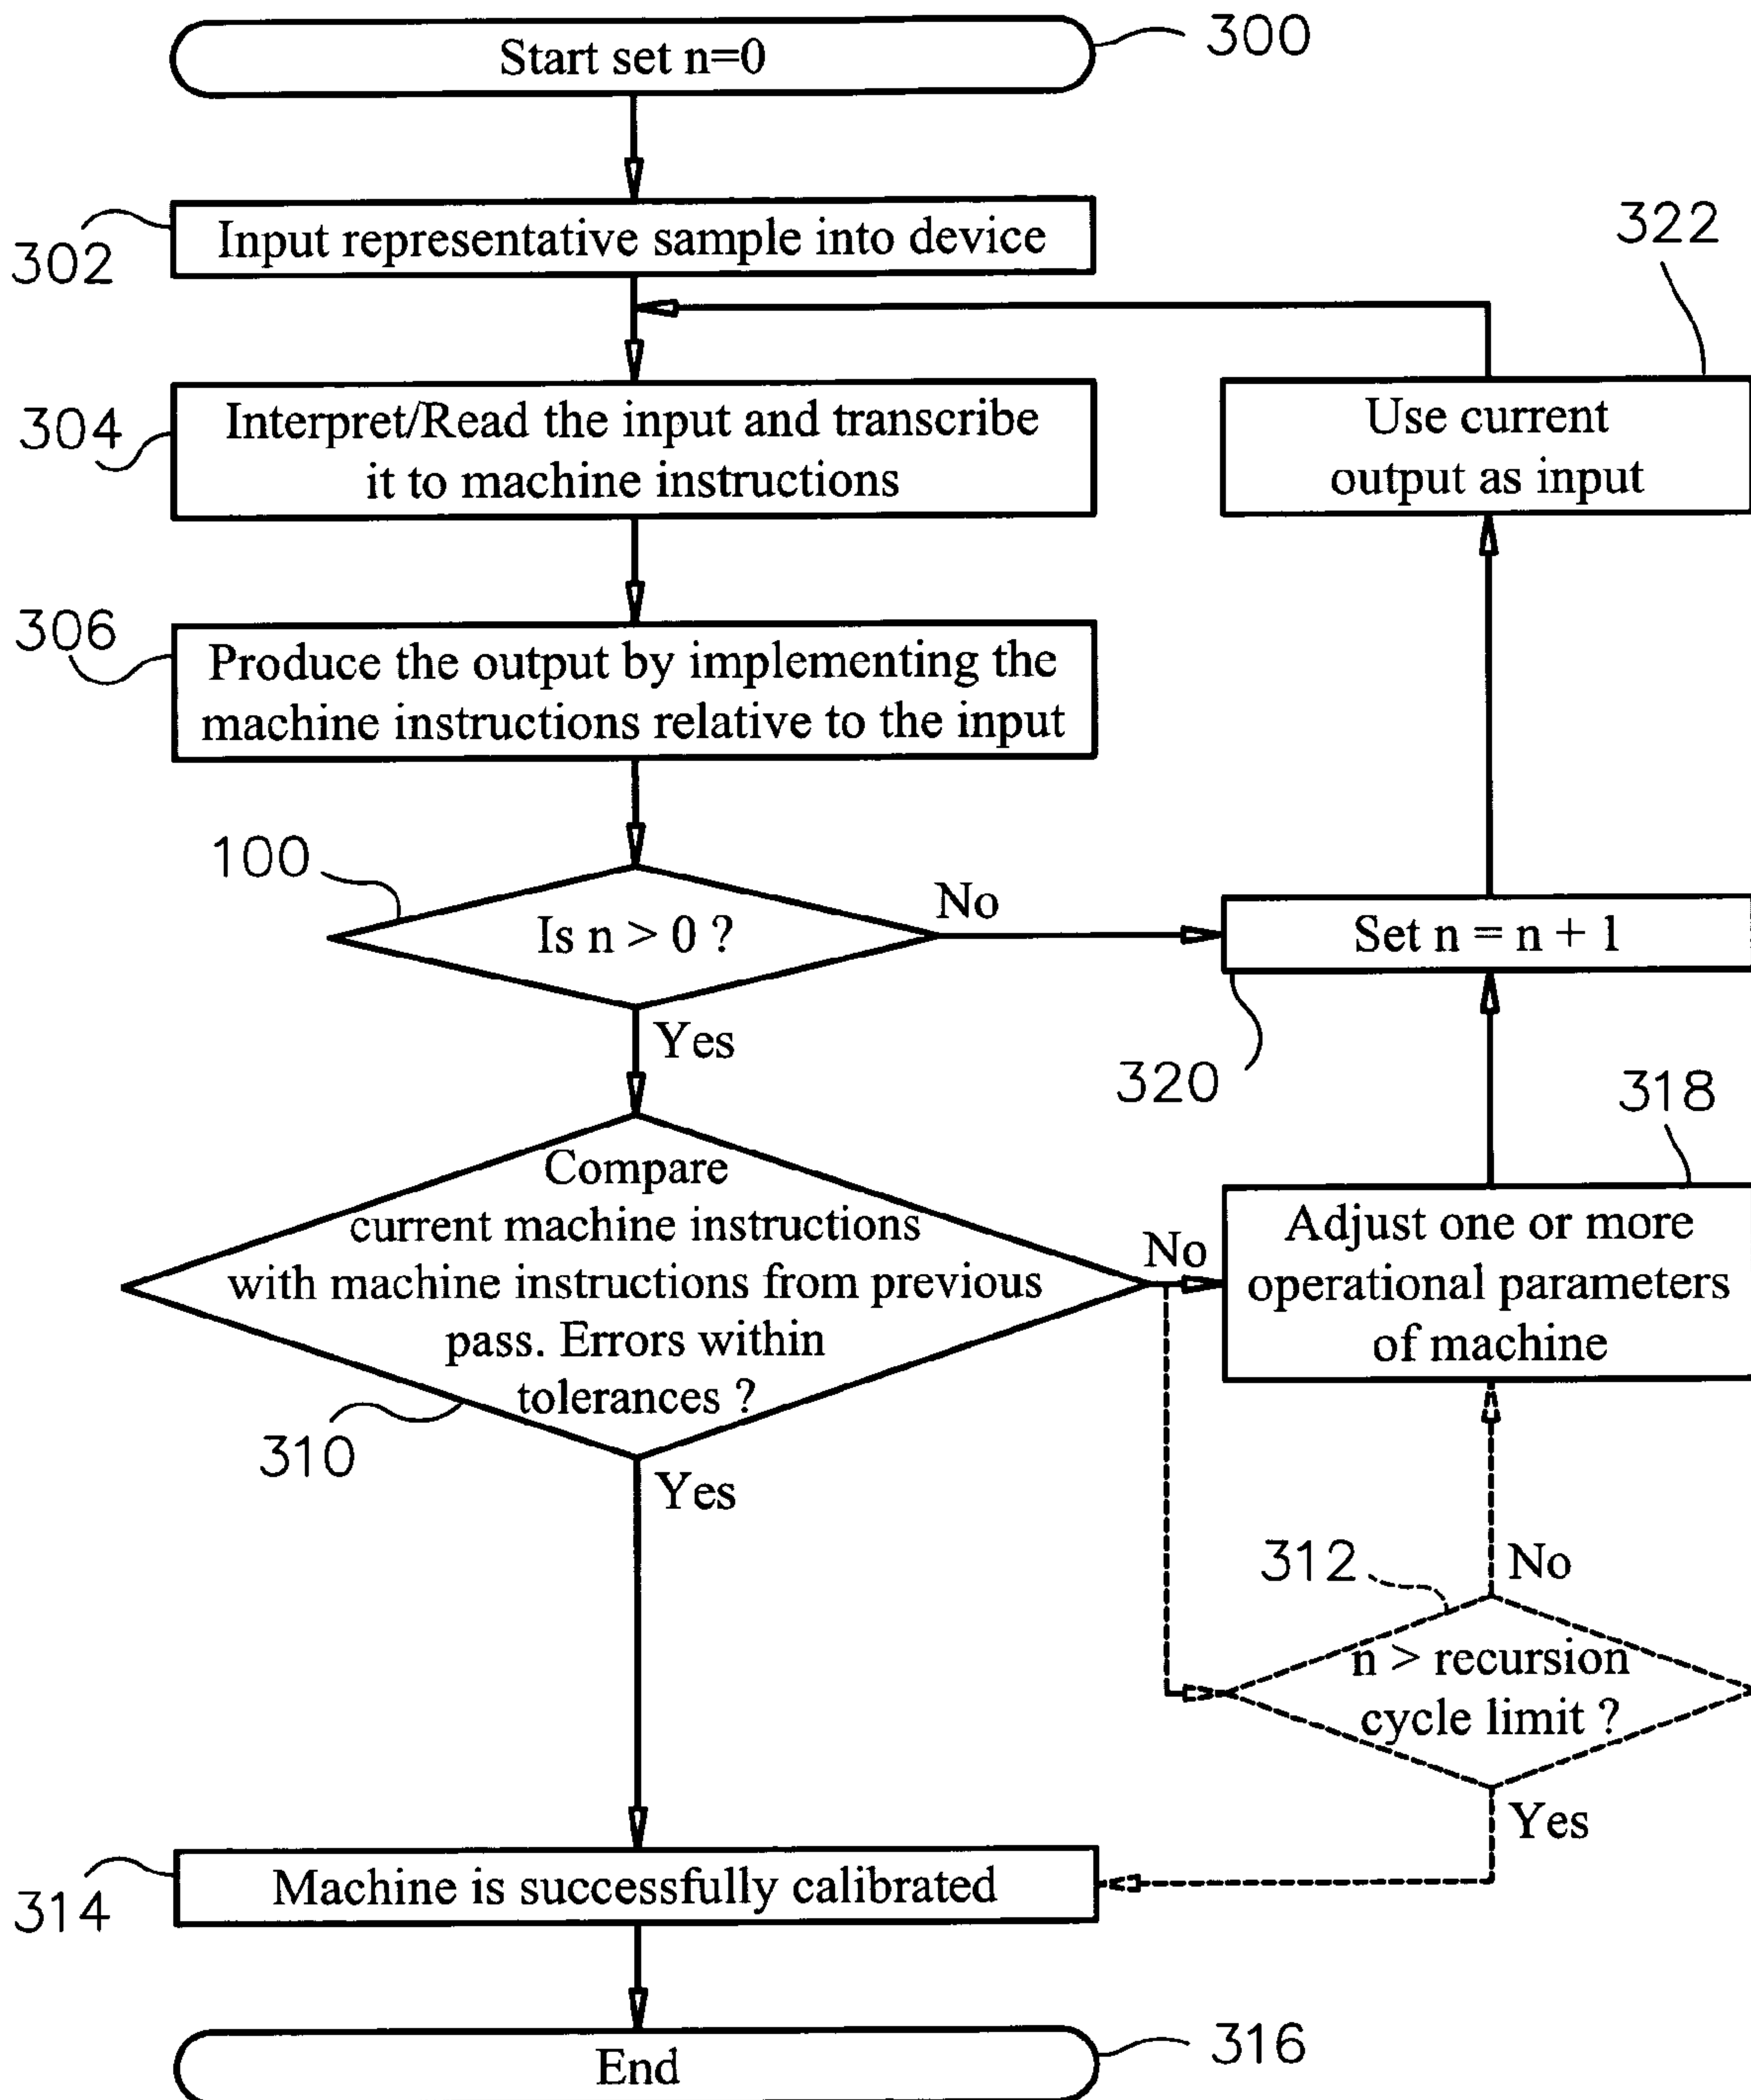 Start set n=0
300
302
Input representative sample into device
322
304
Interpret/Read the input and transcribe
it to machine instructions
Use current
output as input
306
Produce the output by implementing the
machine instructions relative to the input
100
Is n > 0 ?
No
Set n = n + 1
Yes
320
318
Compare
current machine instructions
with machine instructions from previous
pass. Errors within
tolerances ?
No
Adjust one or more
operational parameters
of machine
310
Yes
312
No
n > recursion
cycle limit ?
Yes
314
Machine is successfully calibrated
End
316